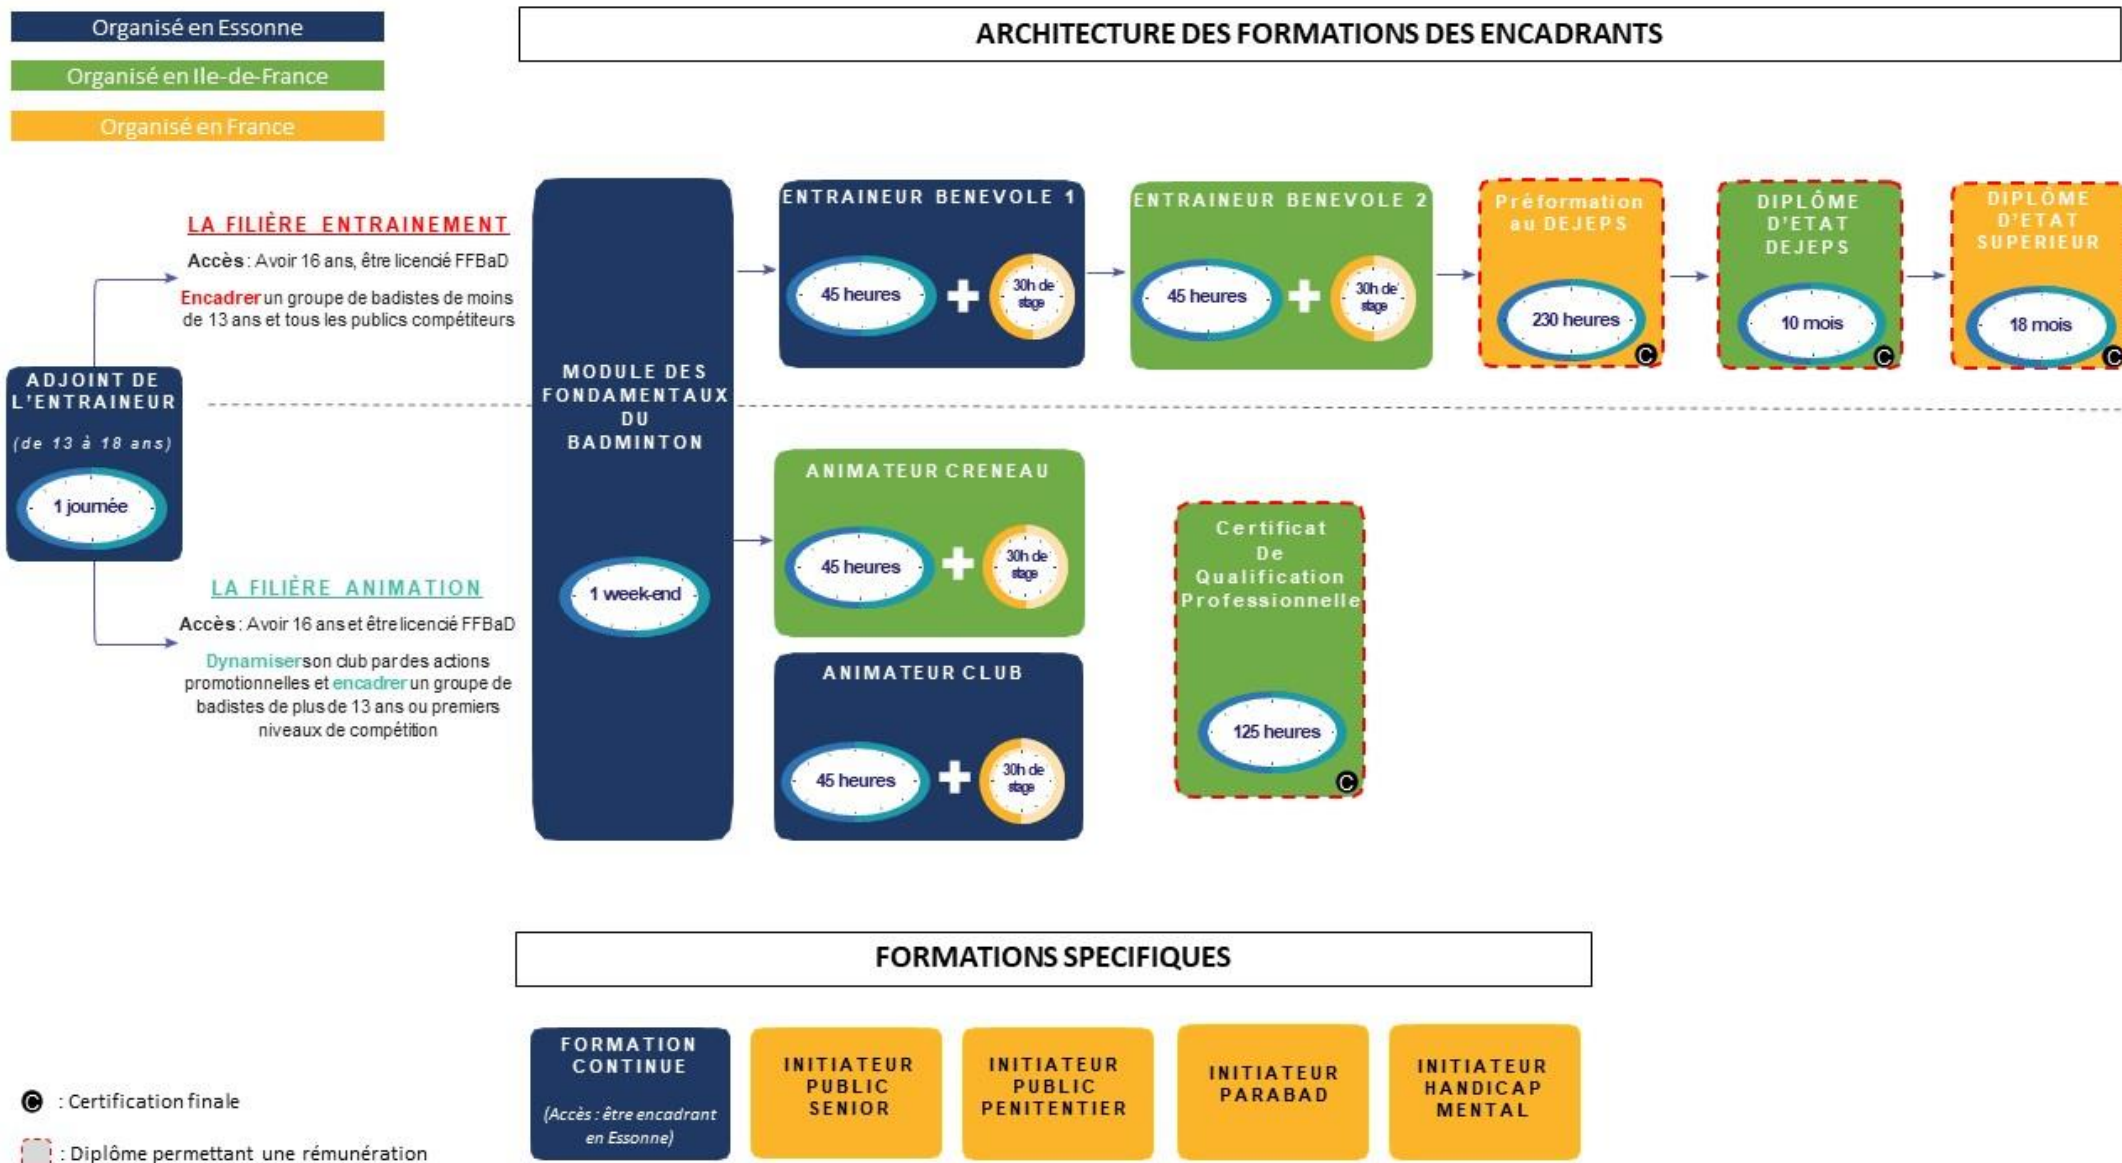 Organisé en Essonne
Organisé en Ile-de-France
Organisé en France
ARCHITECTURE DES FORMATIONS DES ENCADRANTS
LA FILIÈRE ENTRAINEMENT
Accès : Avoir 16 ans, être licencié FFBaD
Encadrer un groupe de badistes de moins
de 13 ans et tous les publics compétiteurs
ADJOINT DE
L'ENTRAINEUR
(de 13 à 18 ans)
1 journée
LA FILIÈRE ANIMATION
Accès : Avoir 16 ans et être licencié FFBaD
Dynamiser son club par des actions
promotionnelles et encadrer un groupe de
badistes de plus de 13 ans ou premiers
niveaux de compétition
MODULE DES
FONDAMENTAUX
DU
BADMINTON
1 week-end
ENTRAINEUR BENEVOLE 1
45 heures
30h de
stage
ENTRAINEUR BENEVOLE 2
45 heures
30h de
stage
Préformation
au DEJEPS
230 heures
C
DIPLÔME
D'ETAT
DEJEPS
10 mois
C
DIPLÔME
D'ETAT
SUPERIEUR
18 mois
C
ANIMATEUR CRENEAU
45 heures
30h de
stage
ANIMATEUR CLUB
45 heures
30h de
stage
Certificat
De
Qualification
Professionnelle
125 heures
C
FORMATIONS SPECIFIQUES
FORMATION
CONTINUE
(Accès : être encadrant
en Essonne)
INITIATEUR
PUBLIC
SENIOR
INITIATEUR
PUBLIC
PENITENTIER
INITIATEUR
PARABAD
INITIATEUR
HANDICAP
MENTAL
C : Certification finale
: Diplôme permettant une rémunération